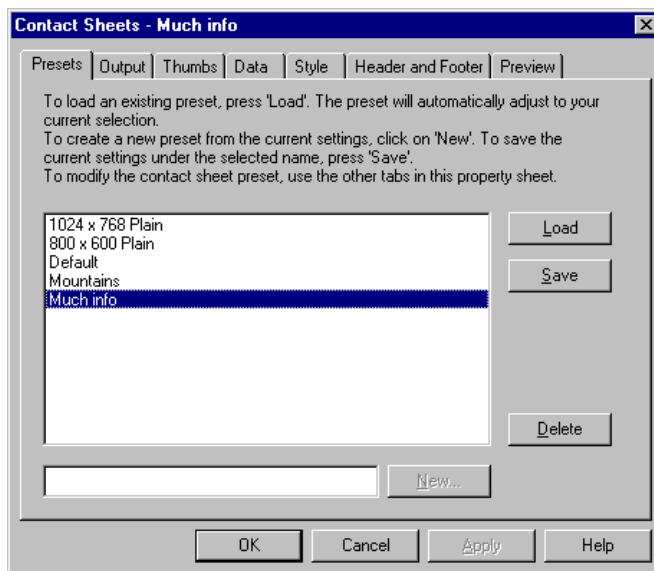 Contact Sheets - Much info
Presets Output Thumbs Data Style Header and Footer Preview
To load an existing preset, press 'Load'. The preset will automatically adjust to your
current selection.
To create a new preset from the current settings, click on 'New'. To save the
current settings under the selected name, press 'Save'.
To modify the contact sheet preset, use the other tabs in this property sheet.
1024 x 768 Plain
800 x 600 Plain
Default
Mountains
Much info
Load
Save
Delete
New...
OK Cancel Apply Help